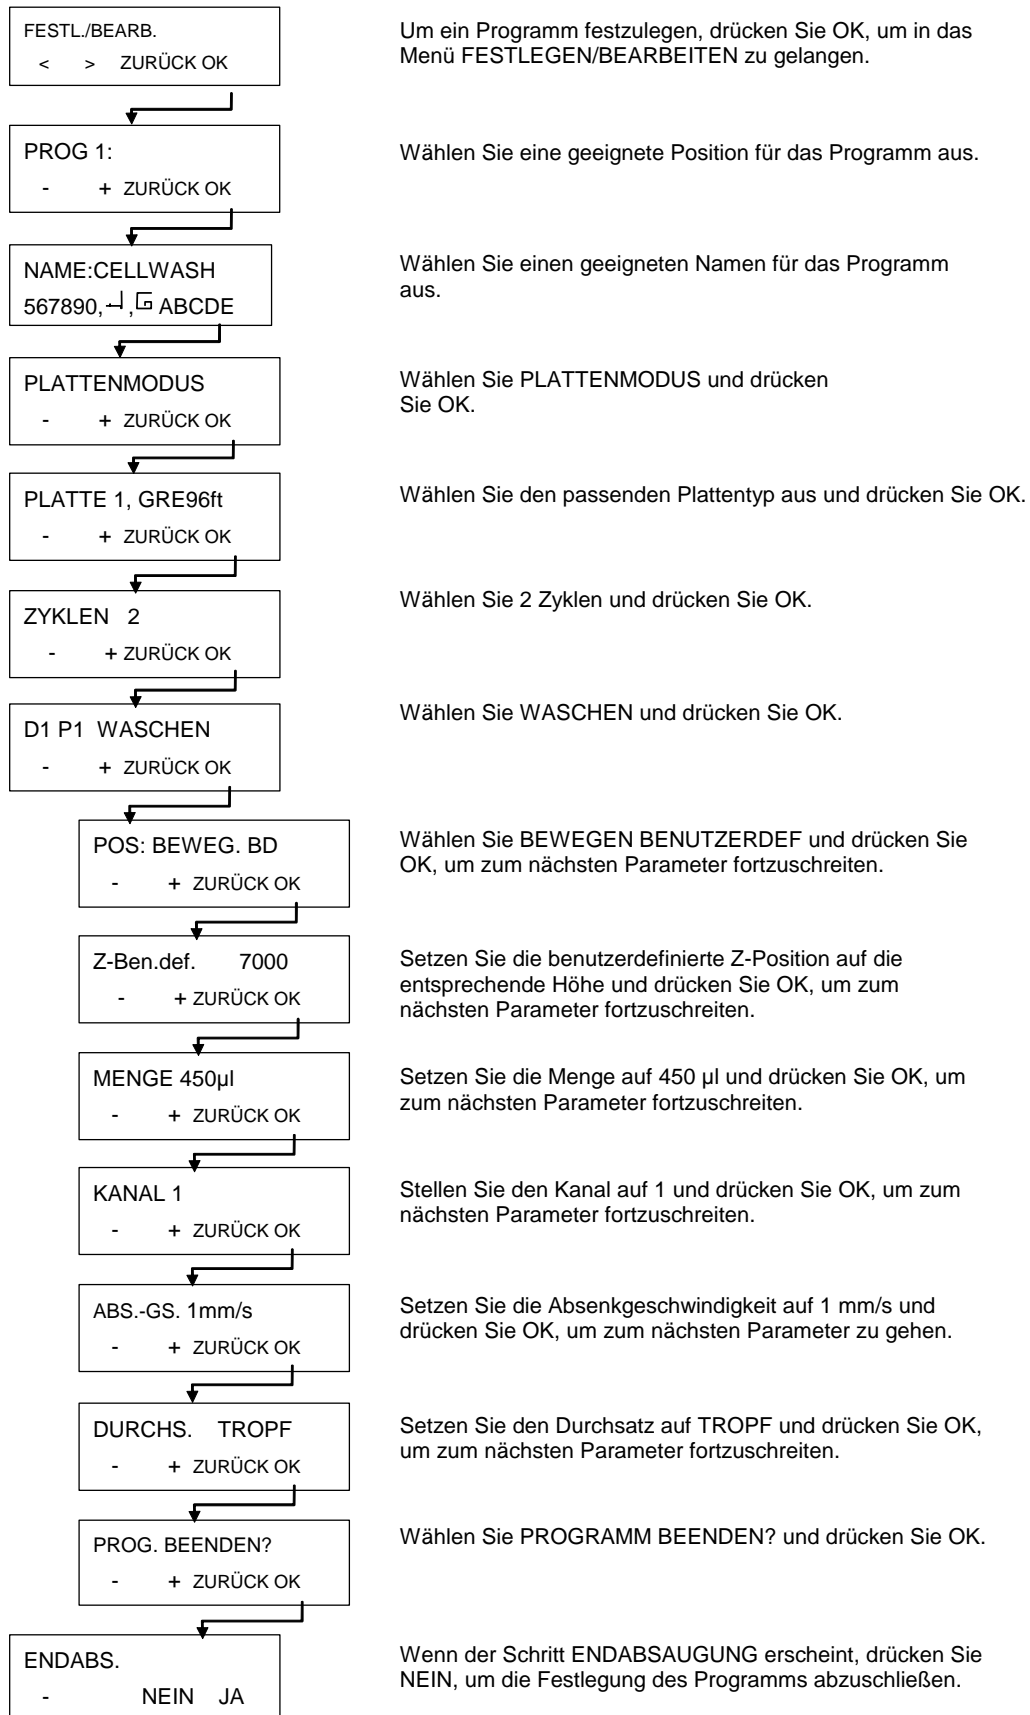 FESTL./BEARB.
< > ZURÜCK OK
Um ein Programm festzulegen, drücken Sie OK, um in das
Menü FESTLEGEN/BEARBEITEN zu gelangen.
PROG 1:
- + ZURÜCK OK
Wählen Sie eine geeignete Position für das Programm aus.
NAME:CELLWASH
567890, ,  ABCDE
Wählen Sie einen geeigneten Namen für das Programm
aus.
PLATTENMODUS
- + ZURÜCK OK
Wählen Sie PLATTENMODUS und drücken
Sie OK.
PLATTE 1, GRE96ft
- + ZURÜCK OK
Wählen Sie den passenden Plattentyp aus und drücken Sie OK.
ZYKLEN 2
- + ZURÜCK OK
Wählen Sie 2 Zyklen und drücken Sie OK.
D1 P1 WASCHEN
- + ZURÜCK OK
Wählen Sie WASCHEN und drücken Sie OK.
POS: BEWEG. BD
- + ZURÜCK OK
Wählen Sie BEWEGEN BENUTZERDEF und drücken Sie
OK, um zum nächsten Parameter fortzuschreiten.
Z-Ben.def. 7000
- + ZURÜCK OK
Setzen Sie die benutzerdefinierte Z-Position auf die
entsprechende Höhe und drücken Sie OK, um zum
nächsten Parameter fortzuschreiten.
MENGE 450µl
- + ZURÜCK OK
Setzen Sie die Menge auf 450 µl und drücken Sie OK, um
zum nächsten Parameter fortzuschreiten.
KANAL 1
- + ZURÜCK OK
Stellen Sie den Kanal auf 1 und drücken Sie OK, um zum
nächsten Parameter fortzuschreiten.
ABS.-GS. 1mm/s
- + ZURÜCK OK
Setzen Sie die Absenkgeschwindigkeit auf 1 mm/s und
drücken Sie OK, um zum nächsten Parameter zu gehen.
DURCHS. TROPF
- + ZURÜCK OK
Setzen Sie den Durchsatz auf TROPF und drücken Sie OK,
um zum nächsten Parameter fortzuschreiten.
PROG. BEENDEN?
- + ZURÜCK OK
Wählen Sie PROGRAMM BEENDEN? und drücken Sie OK.
ENDABS.
- NEIN JA
Wenn der Schritt ENDABSAUGUNG erscheint, drücken Sie
NEIN, um die Festlegung des Programms abzuschließen.